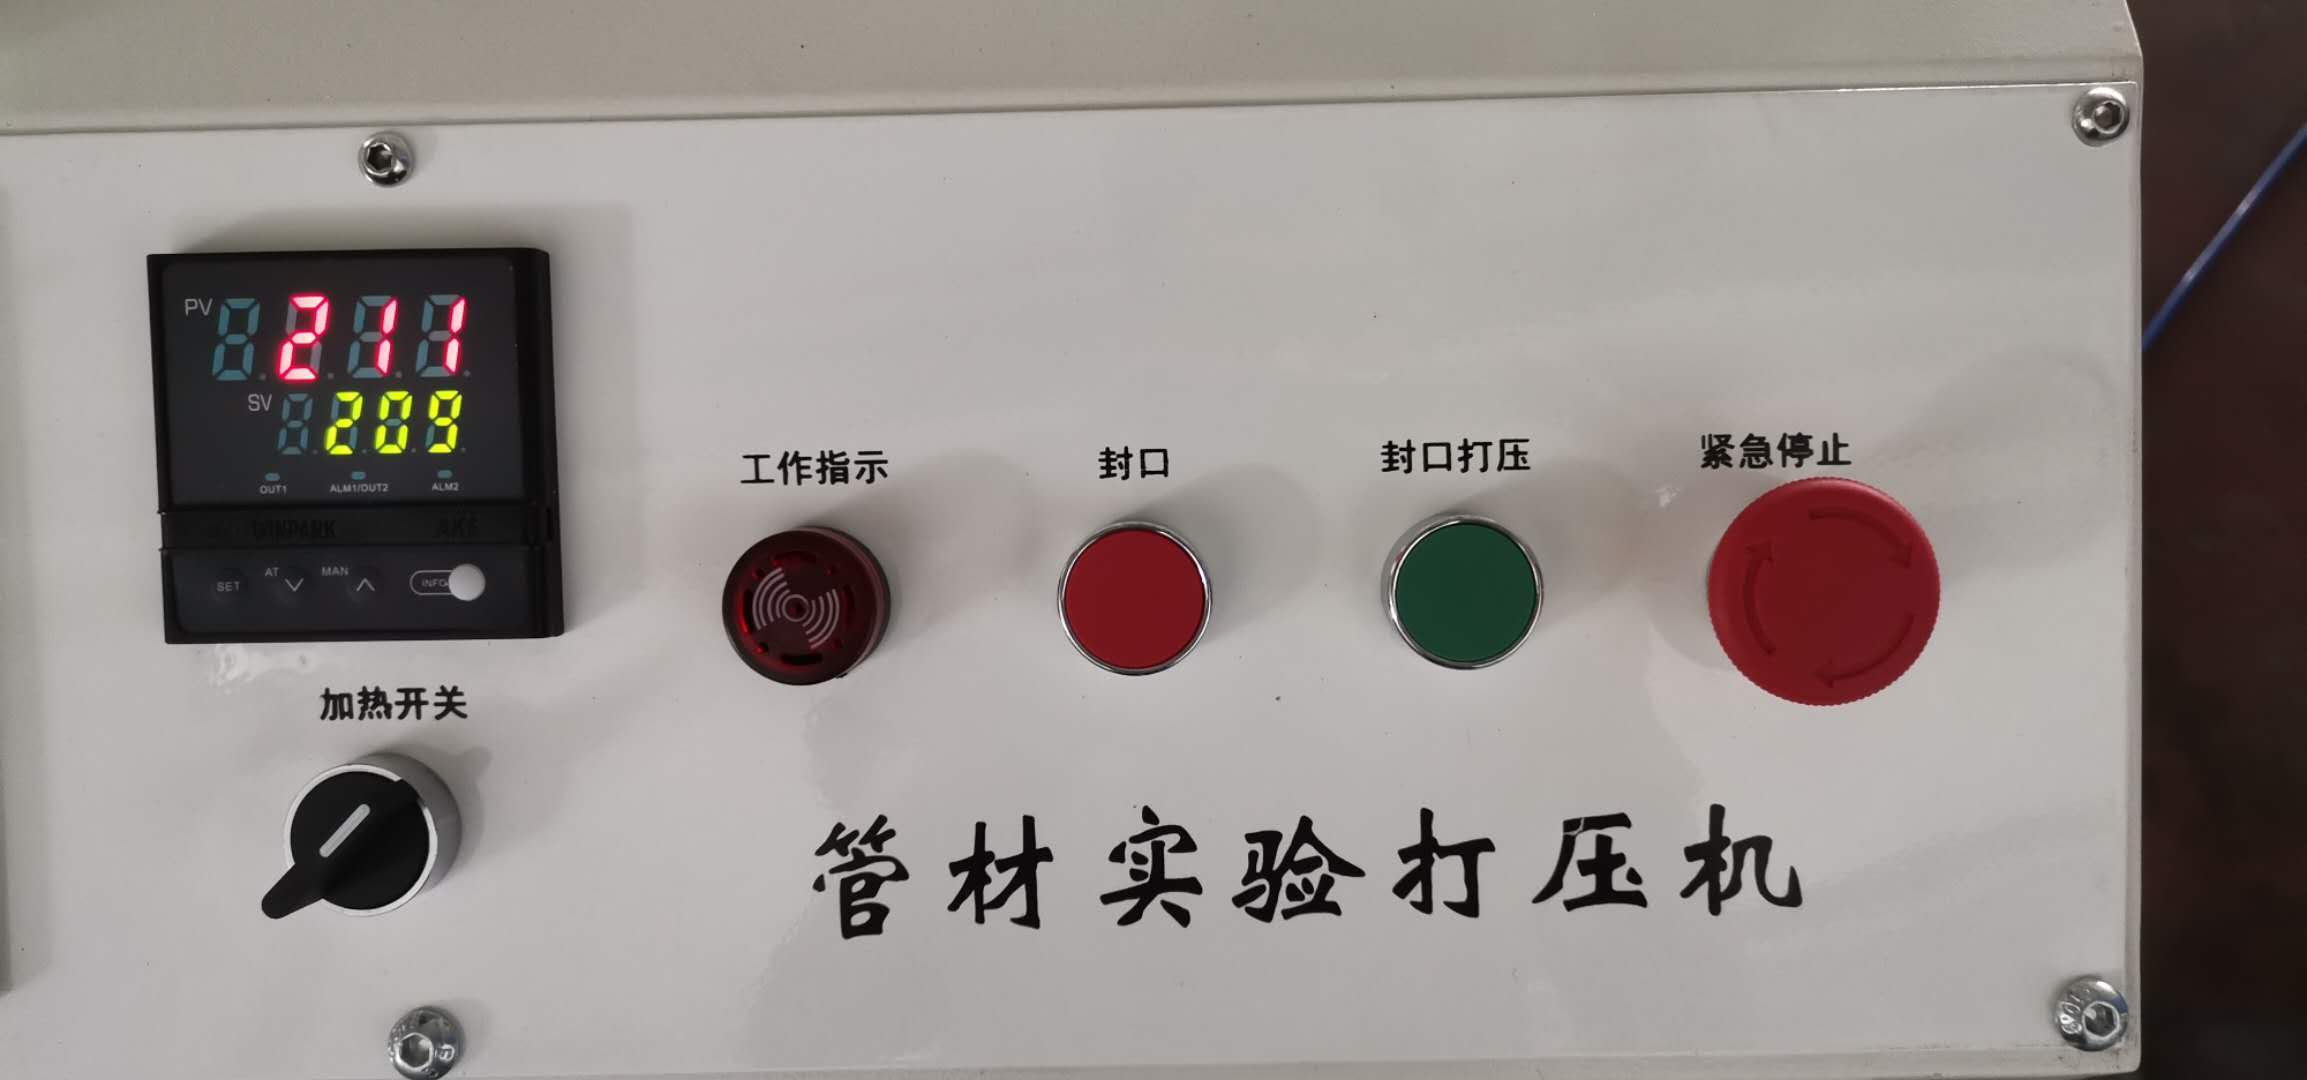 PV 211
SV 209
OUT1 ALM1/OUT2 ALM2
SET AT MAN INFO
工作指示 封口 封口打压 紧急停止
加热开关
管材实验打压机